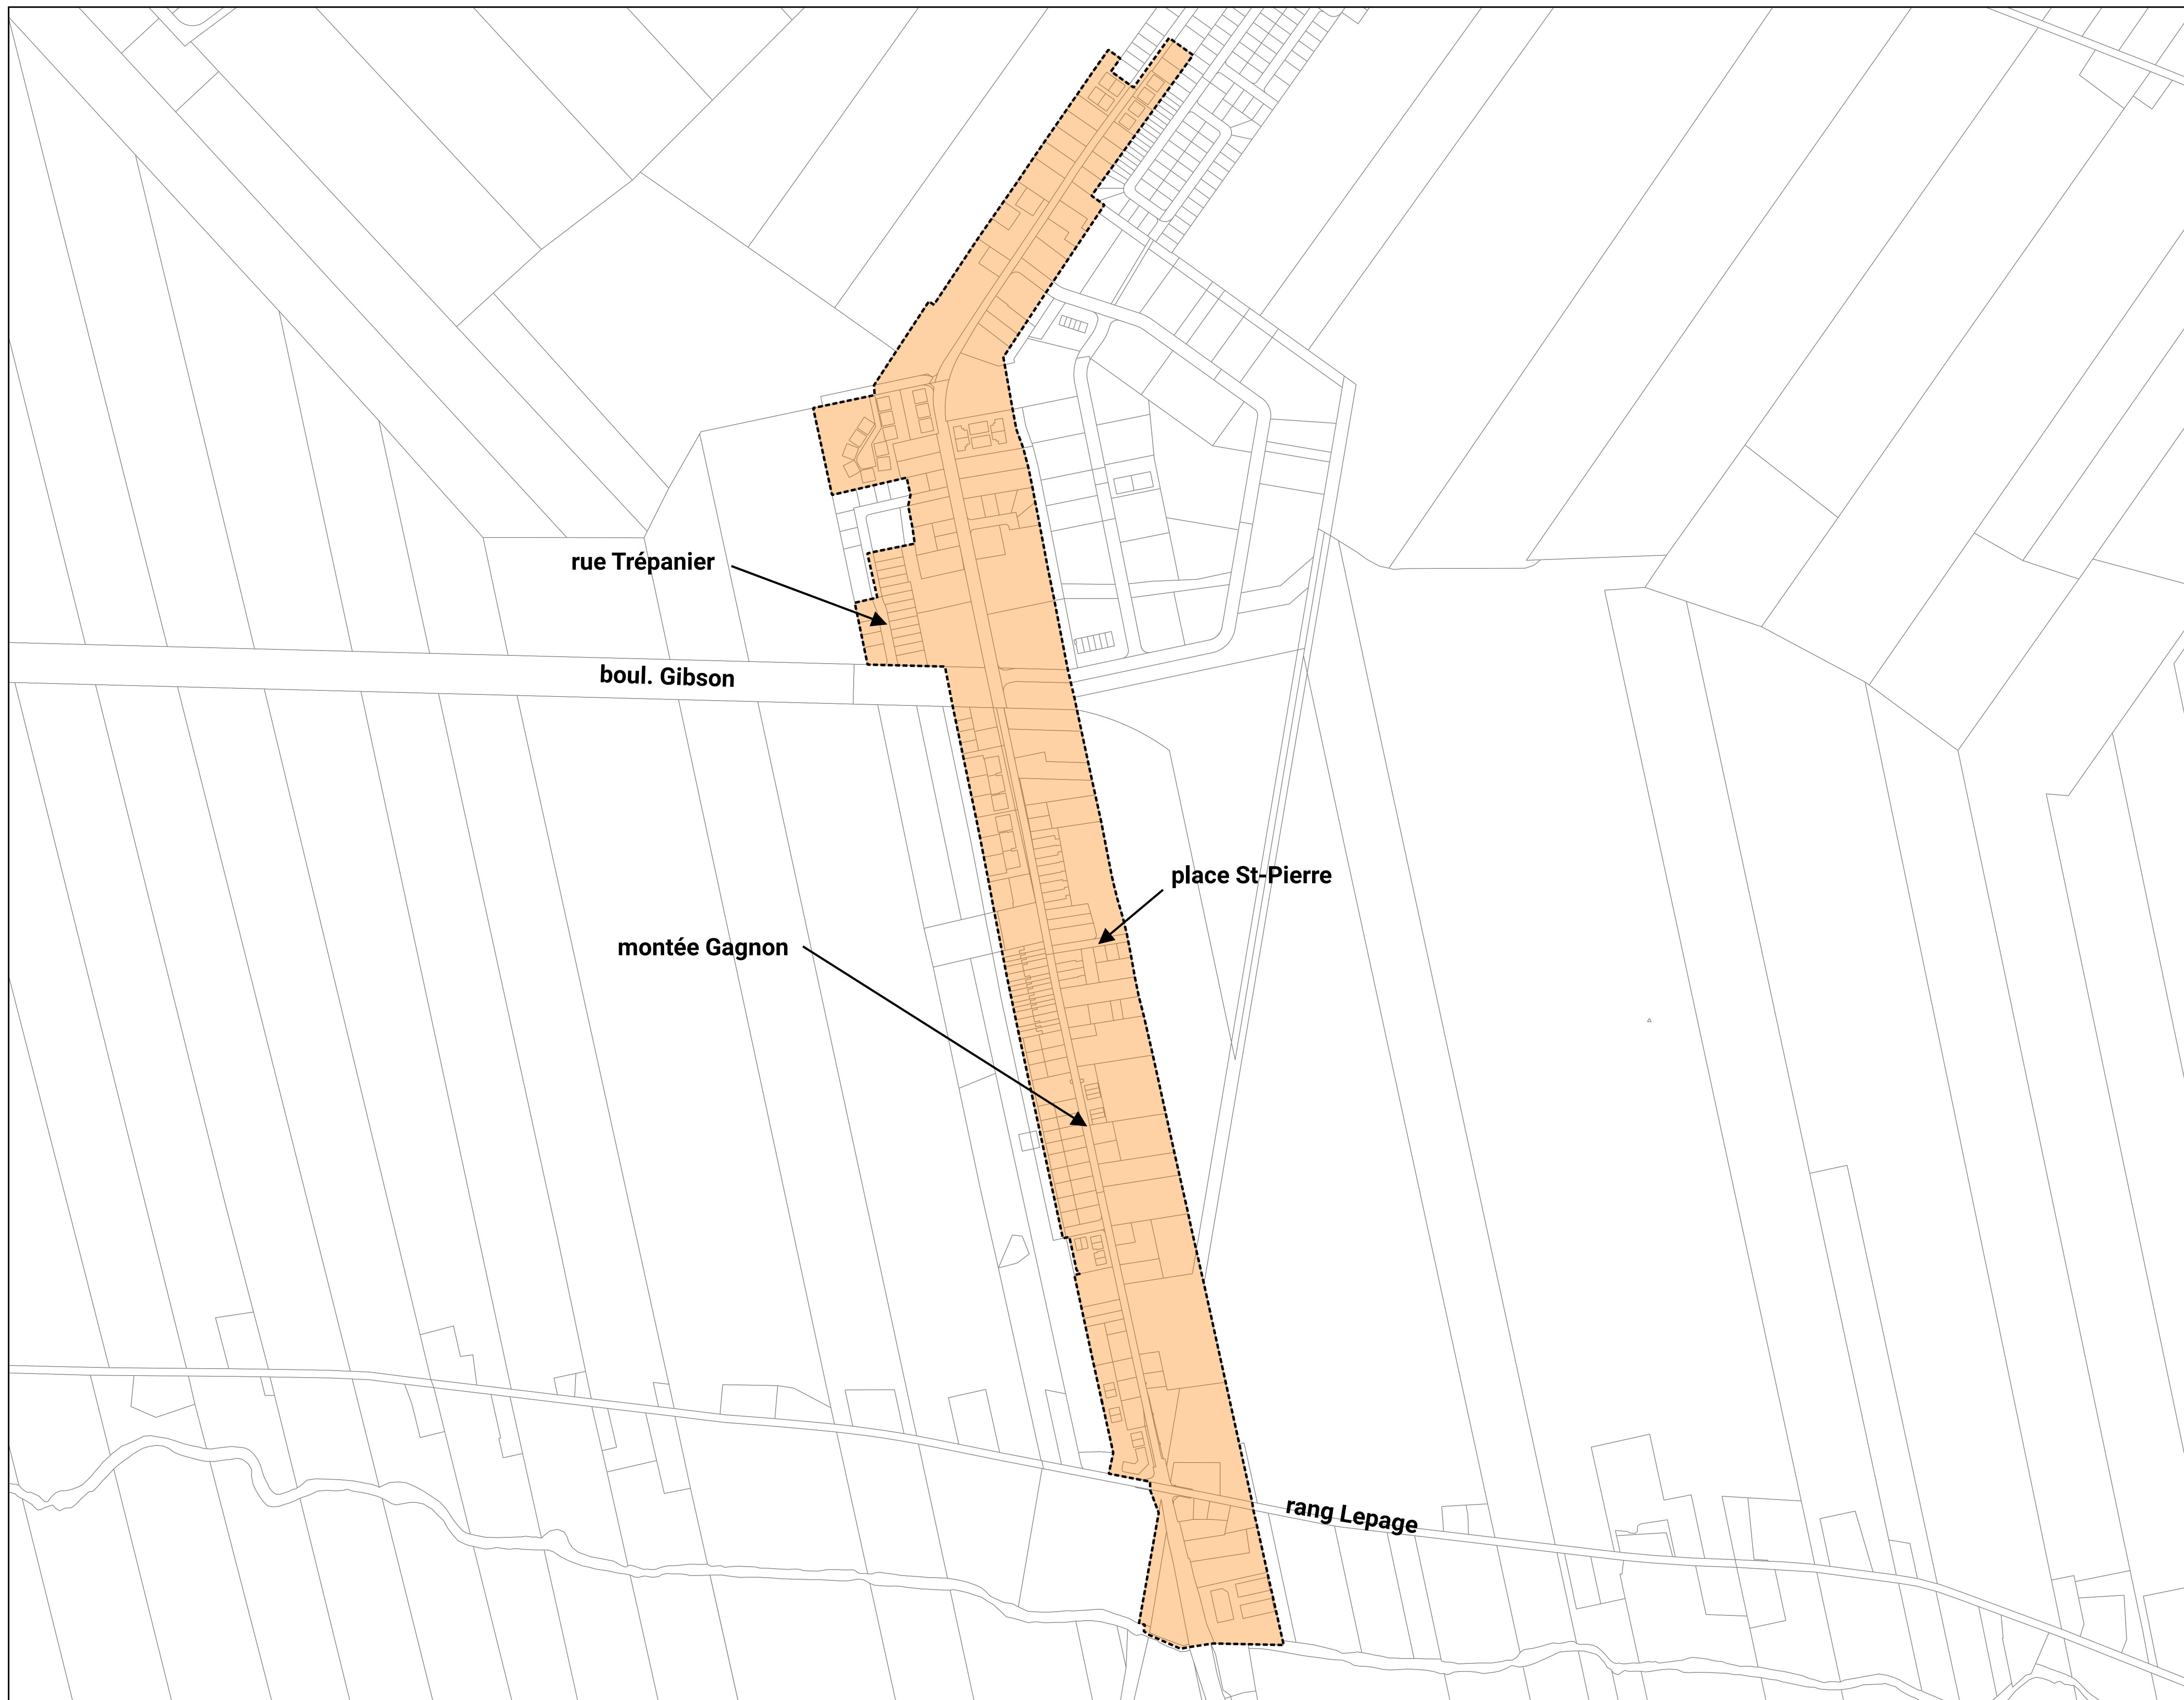 rue Trépanier
boul. Gibson
place St-Pierre
montée Gagnon
rang Lepage